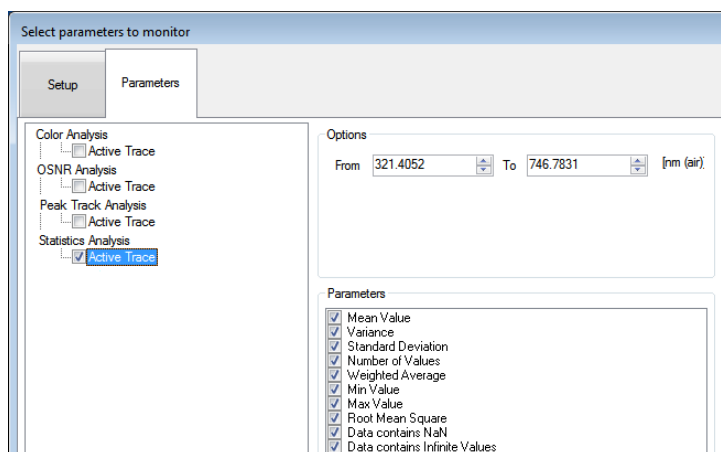 Select parameters to monitor
Setup
Parameters
Color Analysis
Active Trace
OSNR Analysis
Active Trace
Peak Track Analysis
Active Trace
Statistics Analysis
Active Trace
Options
From 321.4052 To 746.7831 [nm (air)]
Parameters
Mean Value
Variance
Standard Deviation
Number of Values
Weighted Average
Min Value
Max Value
Root Mean Square
Data contains NaN
Data contains Infinite Values